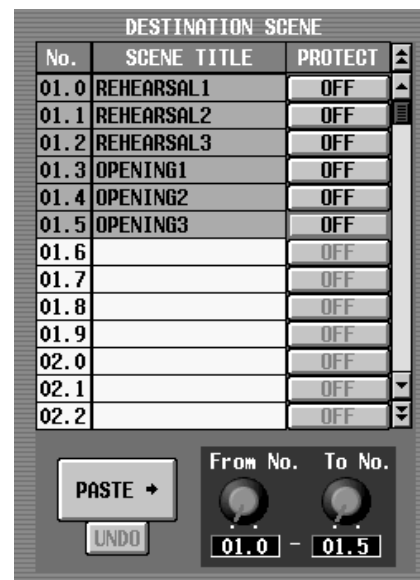 DESTINATION SCENE
No. SCENE TITLE PROTECT
01.0 REHEARSAL1 OFF
01.1 REHEARSAL2 OFF
01.2 REHEARSAL3 OFF
01.3 OPENING1 OFF
01.4 OPENING2 OFF
01.5 OPENING3 OFF
01.6 OFF
01.7 OFF
01.8 OFF
01.9 OFF
02.0 OFF
02.1 OFF
02.2 OFF
From No. To No.
PASTE →
UNDO
01.0 - 01.5